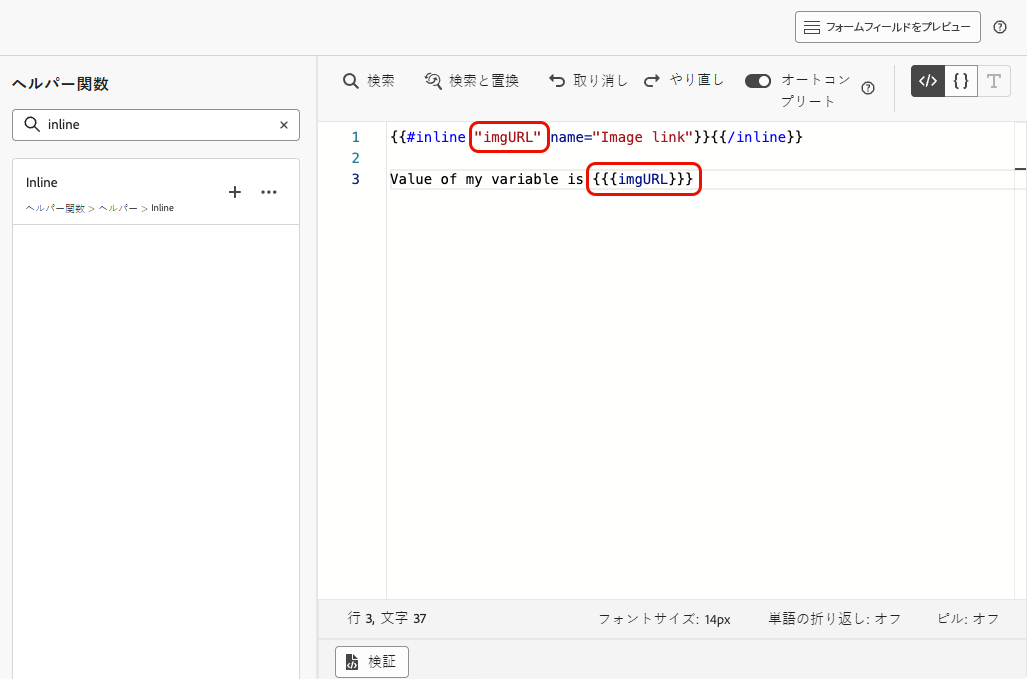 フォームフィールドをプレビュー
ヘルパー関数
inline
Inline
ヘルパー関数 > ヘルパー > Inline
検索 検索と置換 取り消し やり直し オートコン
プリート
</> {} T
1 {{#inline "imgURL" name="Image link"}}{{/inline}}
2
3 Value of my variable is {{{imgURL}}}
行 3, 文字 37 フォントサイズ: 14px 単語の折り返し: オフ ピル: オフ
検証